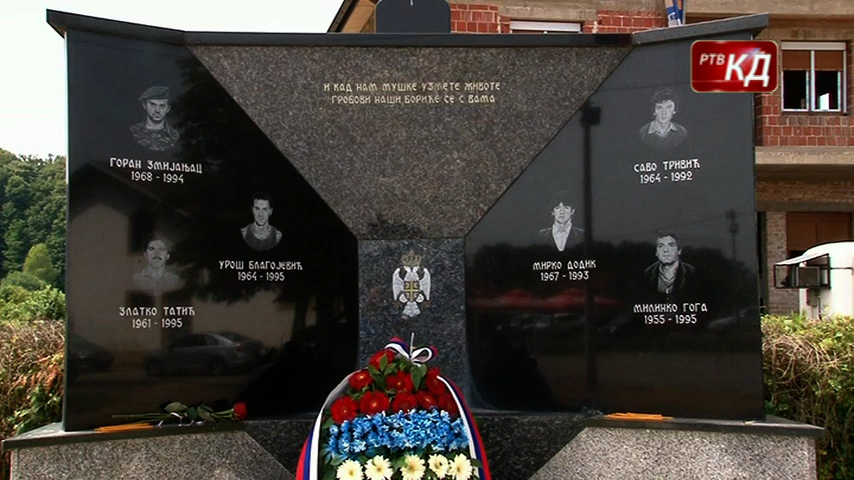 РТВ КД
И КАД НАМ МУШКЕ УЗМЕТЕ ЖИВОТЕ
ГРОБОВИ НАШИ БОРИЋЕ СЕ С ВАМА
ГОРАН ЗМИЈАЊАЦ
1968 - 1994
САВО ТРИВИЋ
1964 - 1992
УРОШ БЛАГОЈЕВИЋ
1964 - 1995
МИРКО ДОДИК
1967 - 1993
ЗЛАТКО ТАТИЋ
1961 - 1995
МИЛИНКО ГОГА
1955 - 1995